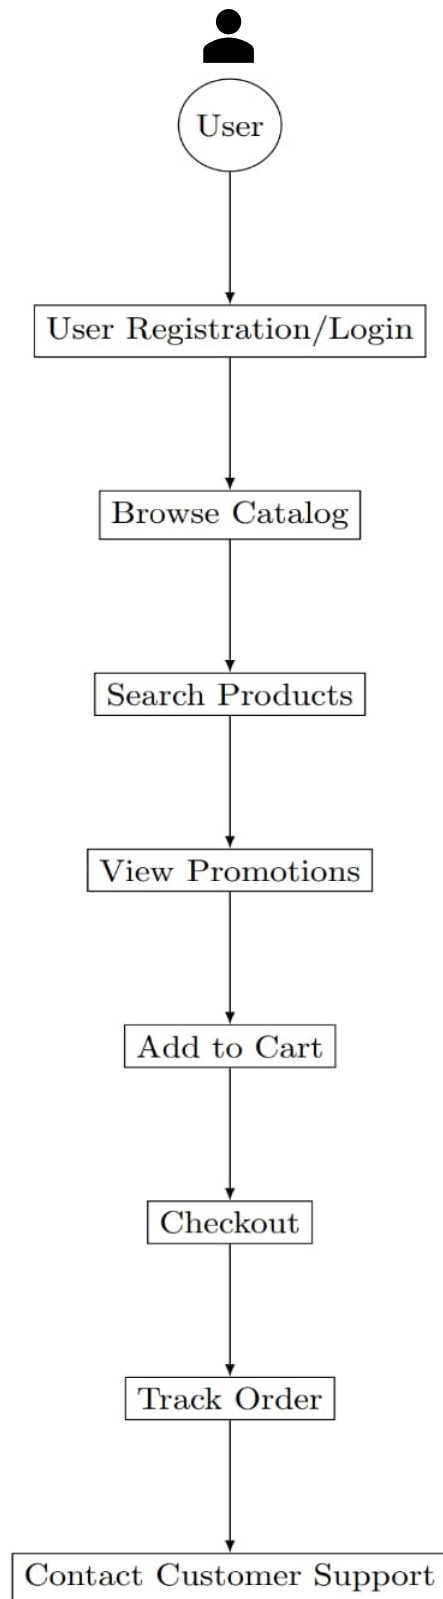 User
User Registration/Login
Browse Catalog
Search Products
View Promotions
Add to Cart
Checkout
Track Order
Contact Customer Support